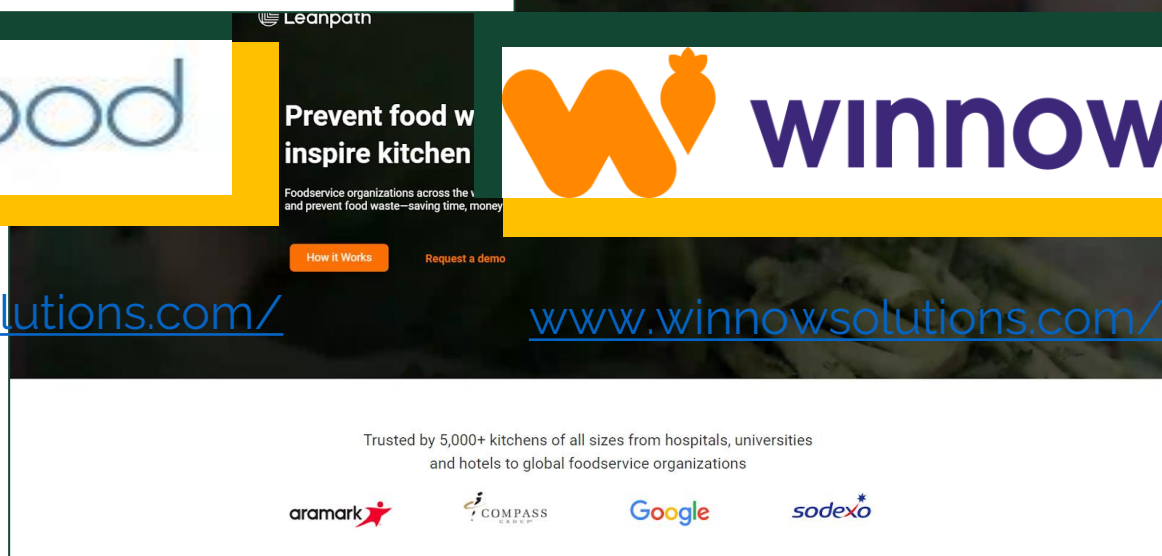 Leanpath
ood
Prevent food w
inspire kitchen
winnow
Foodservice organizations across the
and prevent food waste—saving time, money
How it Works
Request a demo
lutions.com/
www.winnowsolutions.com/
Trusted by 5,000+ kitchens of all sizes from hospitals, universities
and hotels to global foodservice organizations
aramark
COMPASS
GROUP
Google
sodexo